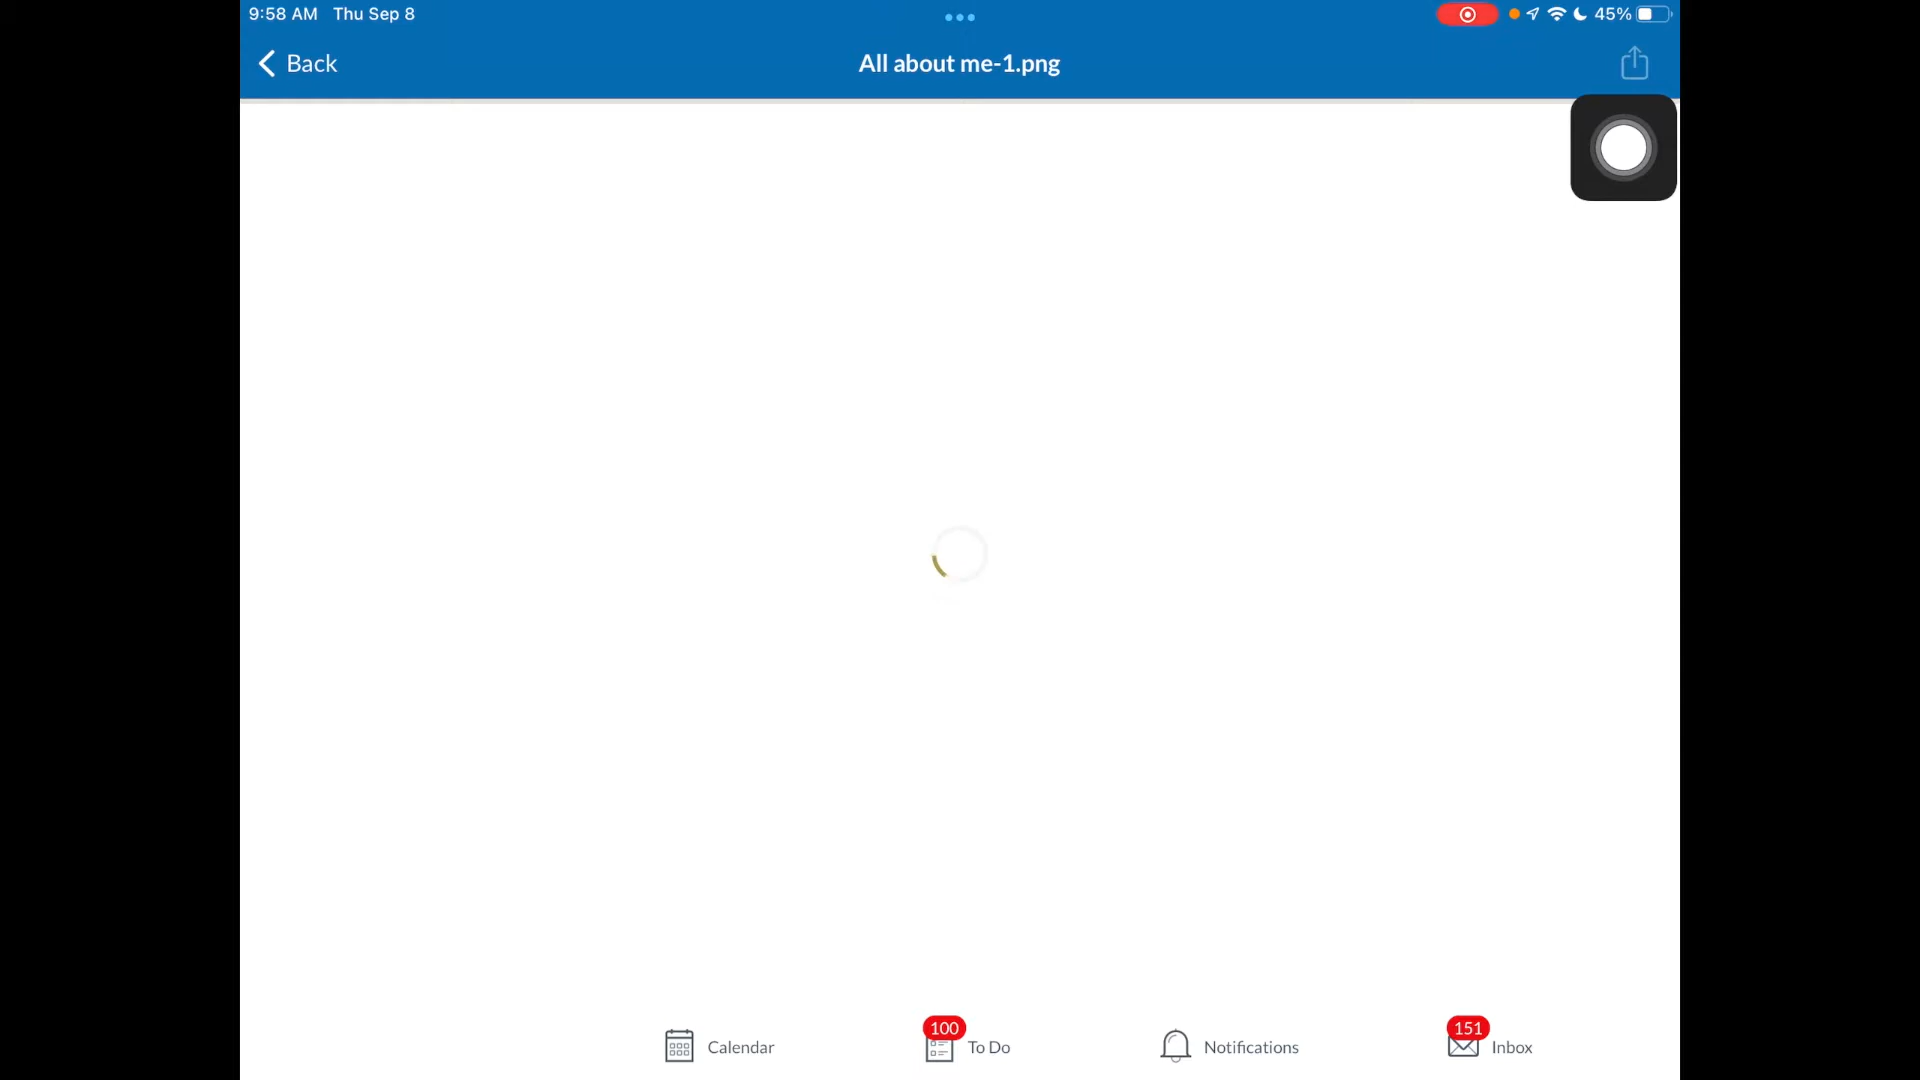 9:58 AM Thu Sep 8
45%
Back
All about me-1.png
Calendar
100
To Do
Notifications
151
Inbox